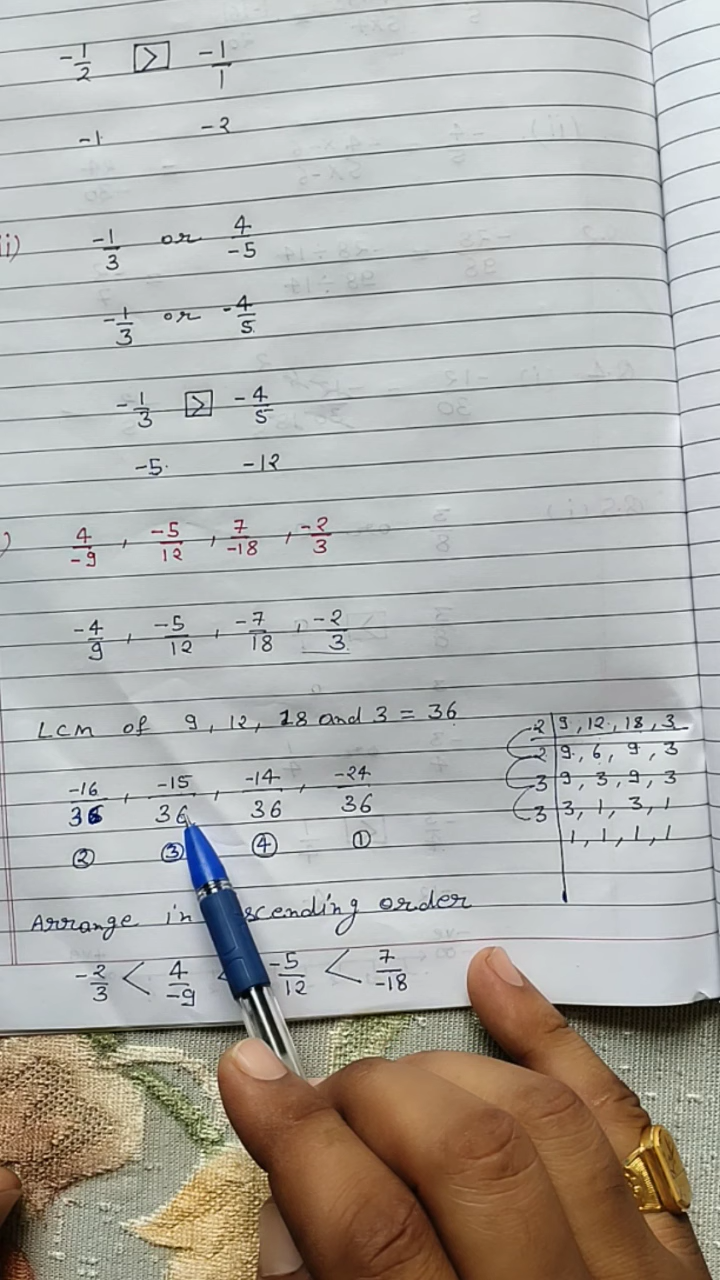 -1/2 [>] -1/1
-1 -2
ii) -1/3 or 4/-5
-1/3 or -4/5
-1/3 [>] -4/5
-5 -12
) 4/-9 , -5/12 , 7/-18 , -2/3
-4/9 , -5/12 , -7/18 , -2/3
LCM of 9, 12, 18 and 3 = 36
2 | 9, 12, 18, 3
2 | 9, 6, 9, 3
3 | 9, 3, 9, 3
3 | 3, 1, 3, 1
1, 1, 1, 1
-16/36 , -15/36 , -14/36 , -24/36
② ③ ④ ①
Arrange in scending order
-2/3 < 4/-9 < -5/12 < 7/-18